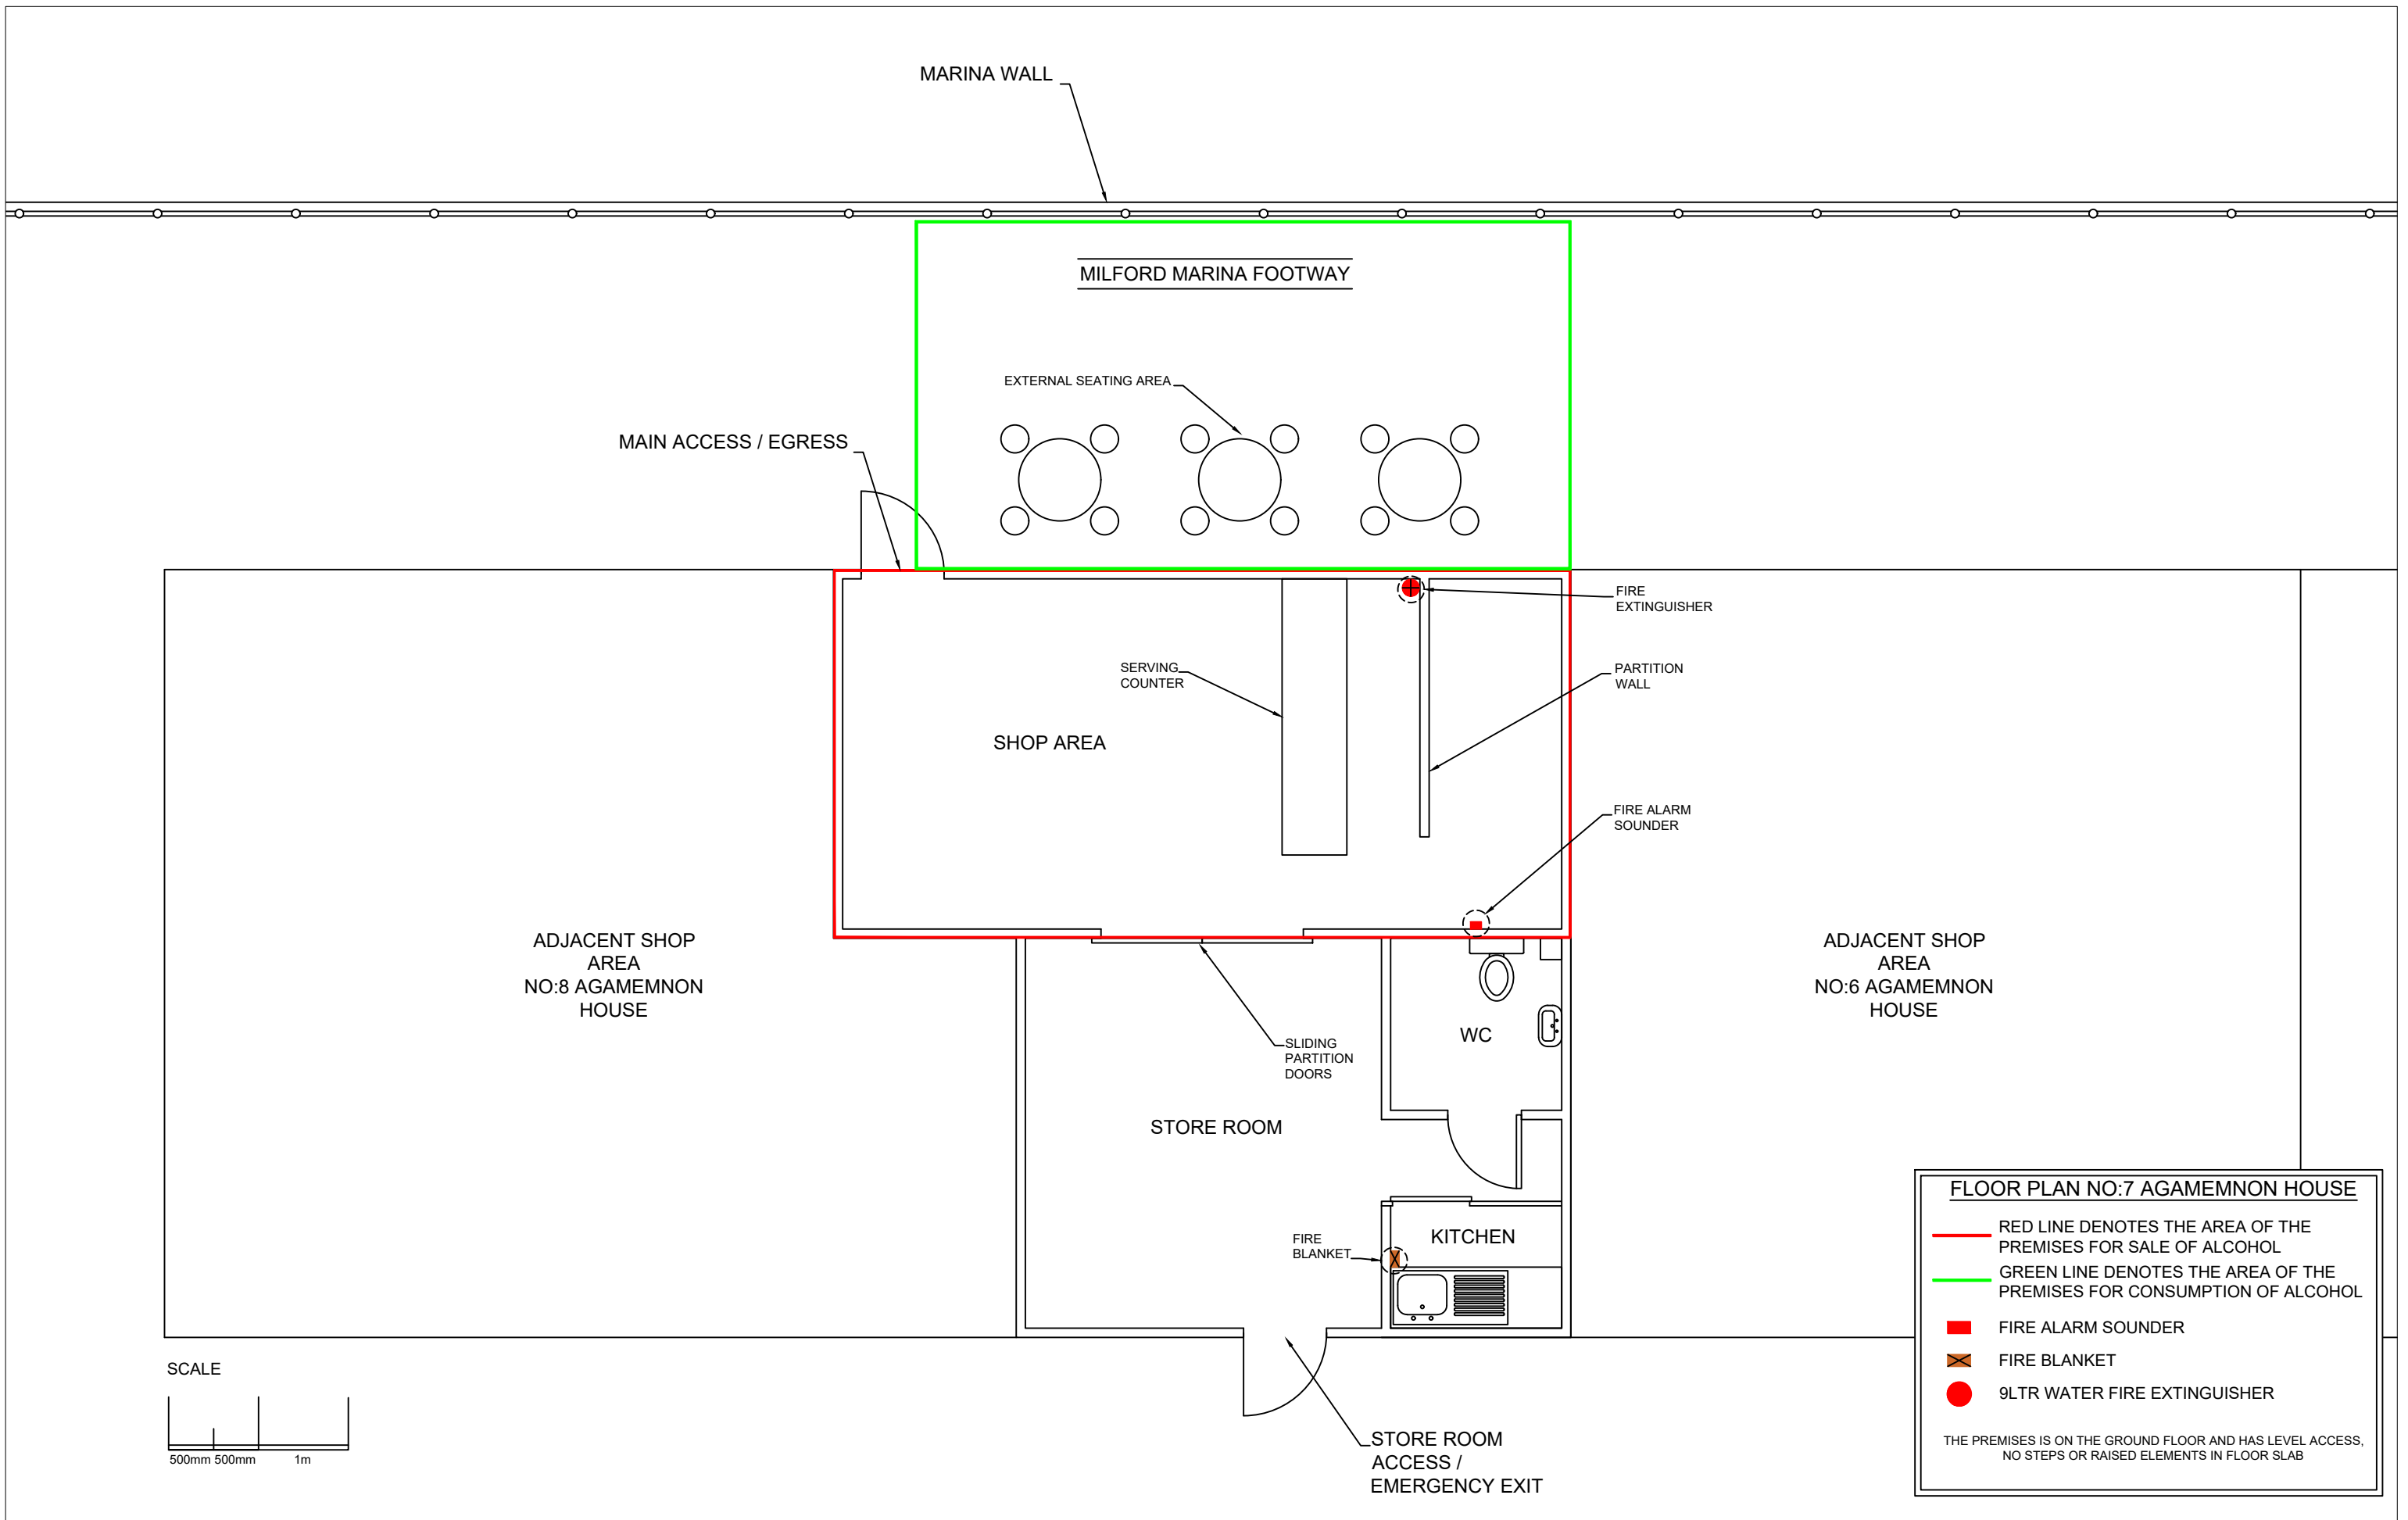 MARINA WALL
MILFORD MARINA FOOTWAY
EXTERNAL SEATING AREA
MAIN ACCESS / EGRESS
FIRE
EXTINGUISHER
SERVING
COUNTER
PARTITION
WALL
SHOP AREA
FIRE ALARM
SOUNDER
ADJACENT SHOP
AREA
NO:8 AGAMEMNON
HOUSE
ADJACENT SHOP
AREA
NO:6 AGAMEMNON
HOUSE
WC
SLIDING
PARTITION
DOORS
STORE ROOM
FIRE
BLANKET
KITCHEN
STORE ROOM
ACCESS /
EMERGENCY EXIT
SCALE
500mm 500mm 1m
FLOOR PLAN NO:7 AGAMEMNON HOUSE
RED LINE DENOTES THE AREA OF THE
PREMISES FOR SALE OF ALCOHOL
GREEN LINE DENOTES THE AREA OF THE
PREMISES FOR CONSUMPTION OF ALCOHOL
FIRE ALARM SOUNDER
FIRE BLANKET
9LTR WATER FIRE EXTINGUISHER
THE PREMISES IS ON THE GROUND FLOOR AND HAS LEVEL ACCESS,
NO STEPS OR RAISED ELEMENTS IN FLOOR SLAB